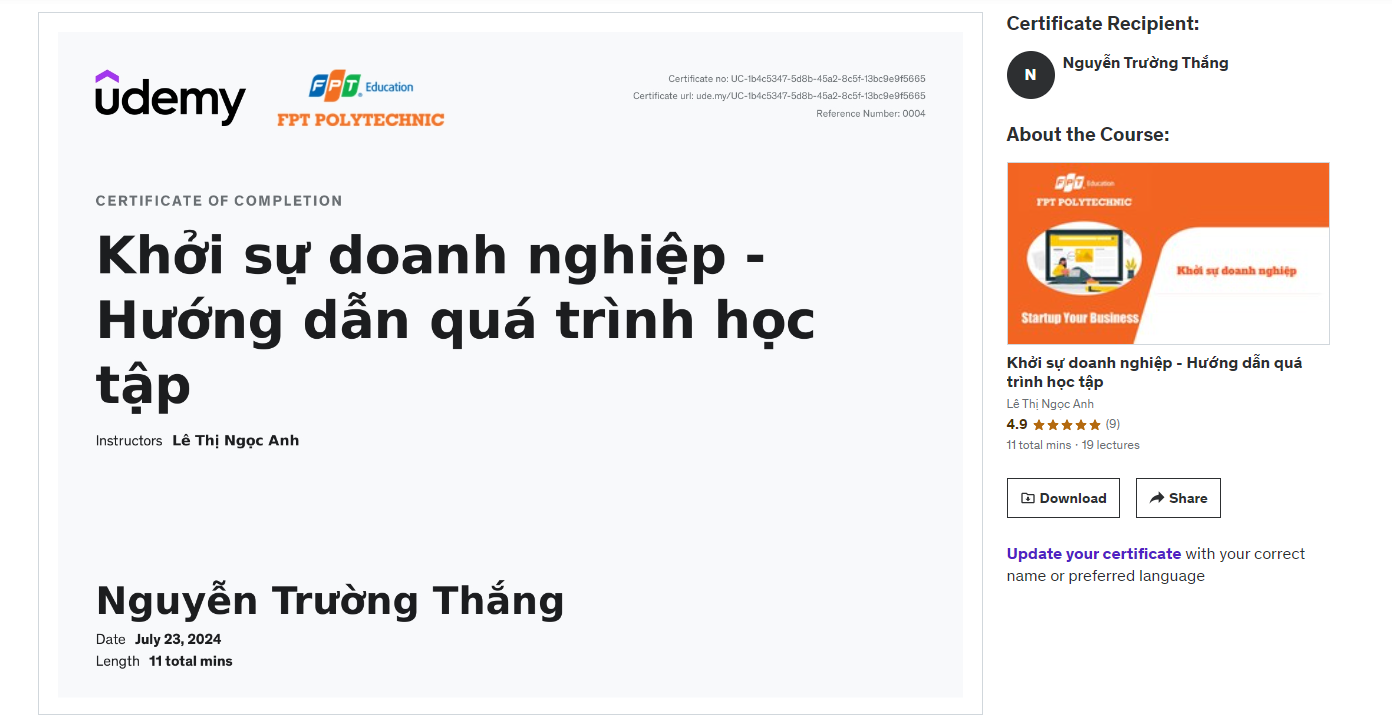 udemy
FPT Education
FPT POLYTECHNIC
Certificate no: UC-1b4c5347-5d8b-45a2-8c5f-13bc9e9f5665
Certificate url: ude.my/UC-1b4c5347-5d8b-45a2-8c5f-13bc9e9f5665
Reference Number: 0004
CERTIFICATE OF COMPLETION
Khởi sự doanh nghiệp -
Hướng dẫn quá trình học
tập
Instructors Lê Thị Ngọc Anh
Nguyễn Trường Thắng
Date July 23, 2024
Length 11 total mins
Certificate Recipient:
N
Nguyễn Trường Thắng
About the Course:
FPT Education
FPT POLYTECHNIC
Khởi sự doanh nghiệp
Startup Your Business
Khởi sự doanh nghiệp - Hướng dẫn quá
trình học tập
Lê Thị Ngọc Anh
4.9 (9)
11 total mins · 19 lectures
Download
Share
Update your certificate with your correct
name or preferred language